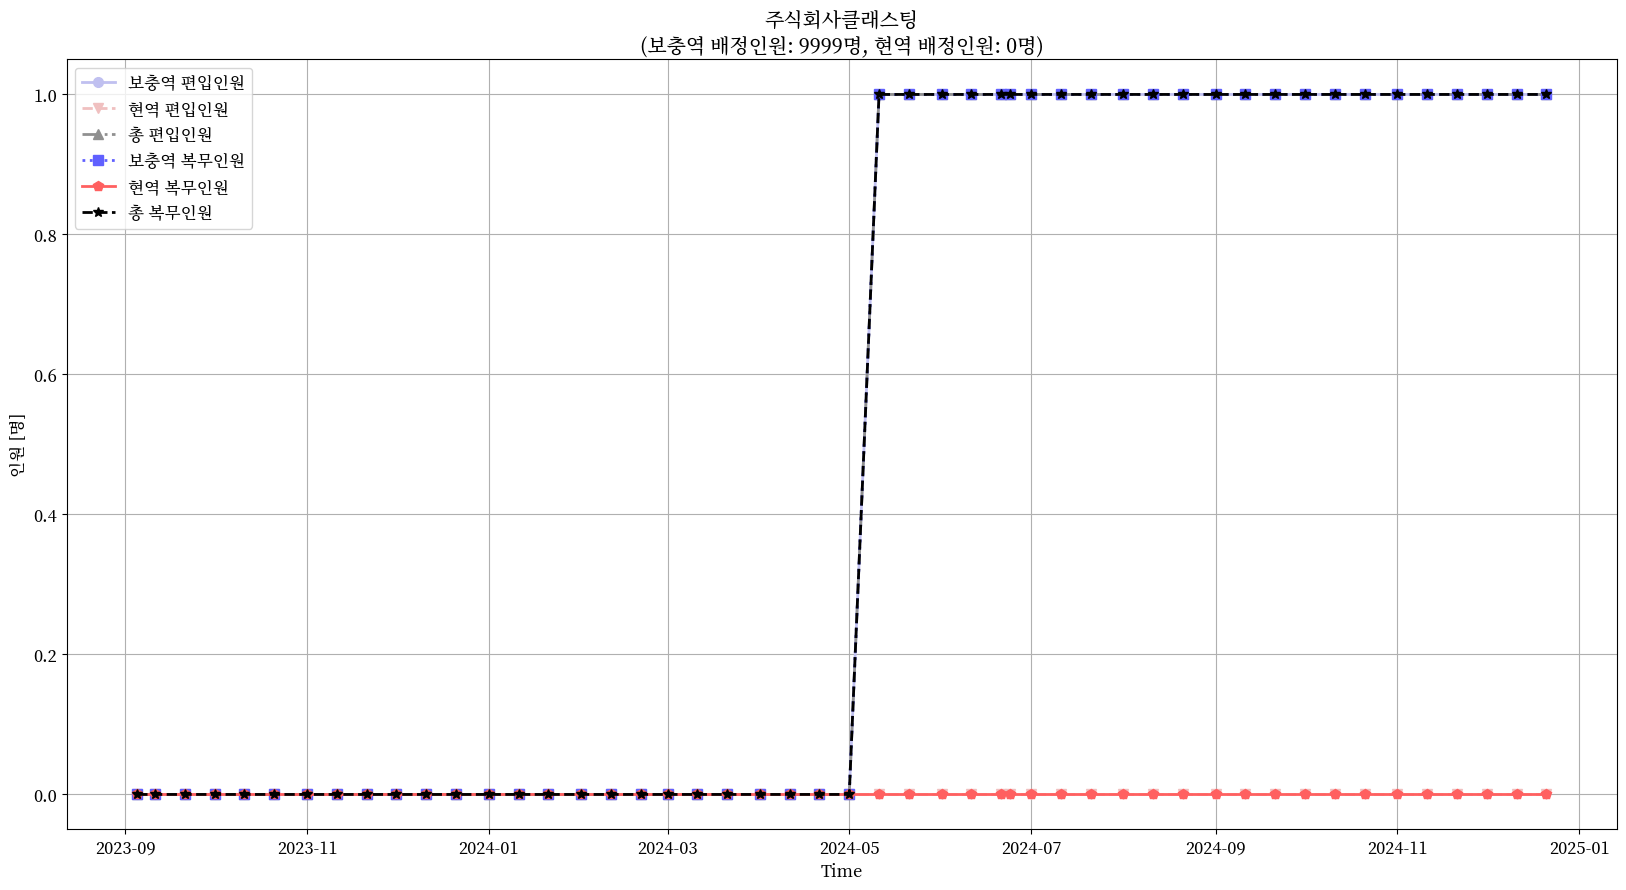 주식회사클래스팅
(보충역 배정인원: 9999명, 현역 배정인원: 0명)
보충역 편입인원
현역 편입인원
총 편입인원
보충역 복무인원
현역 복무인원
총 복무인원
1.0
0.8
0.6
0.4
0.2
0.0
인원 [명]
2023-09
2023-11
2024-01
2024-03
2024-05
2024-07
2024-09
2024-11
2025-01
Time